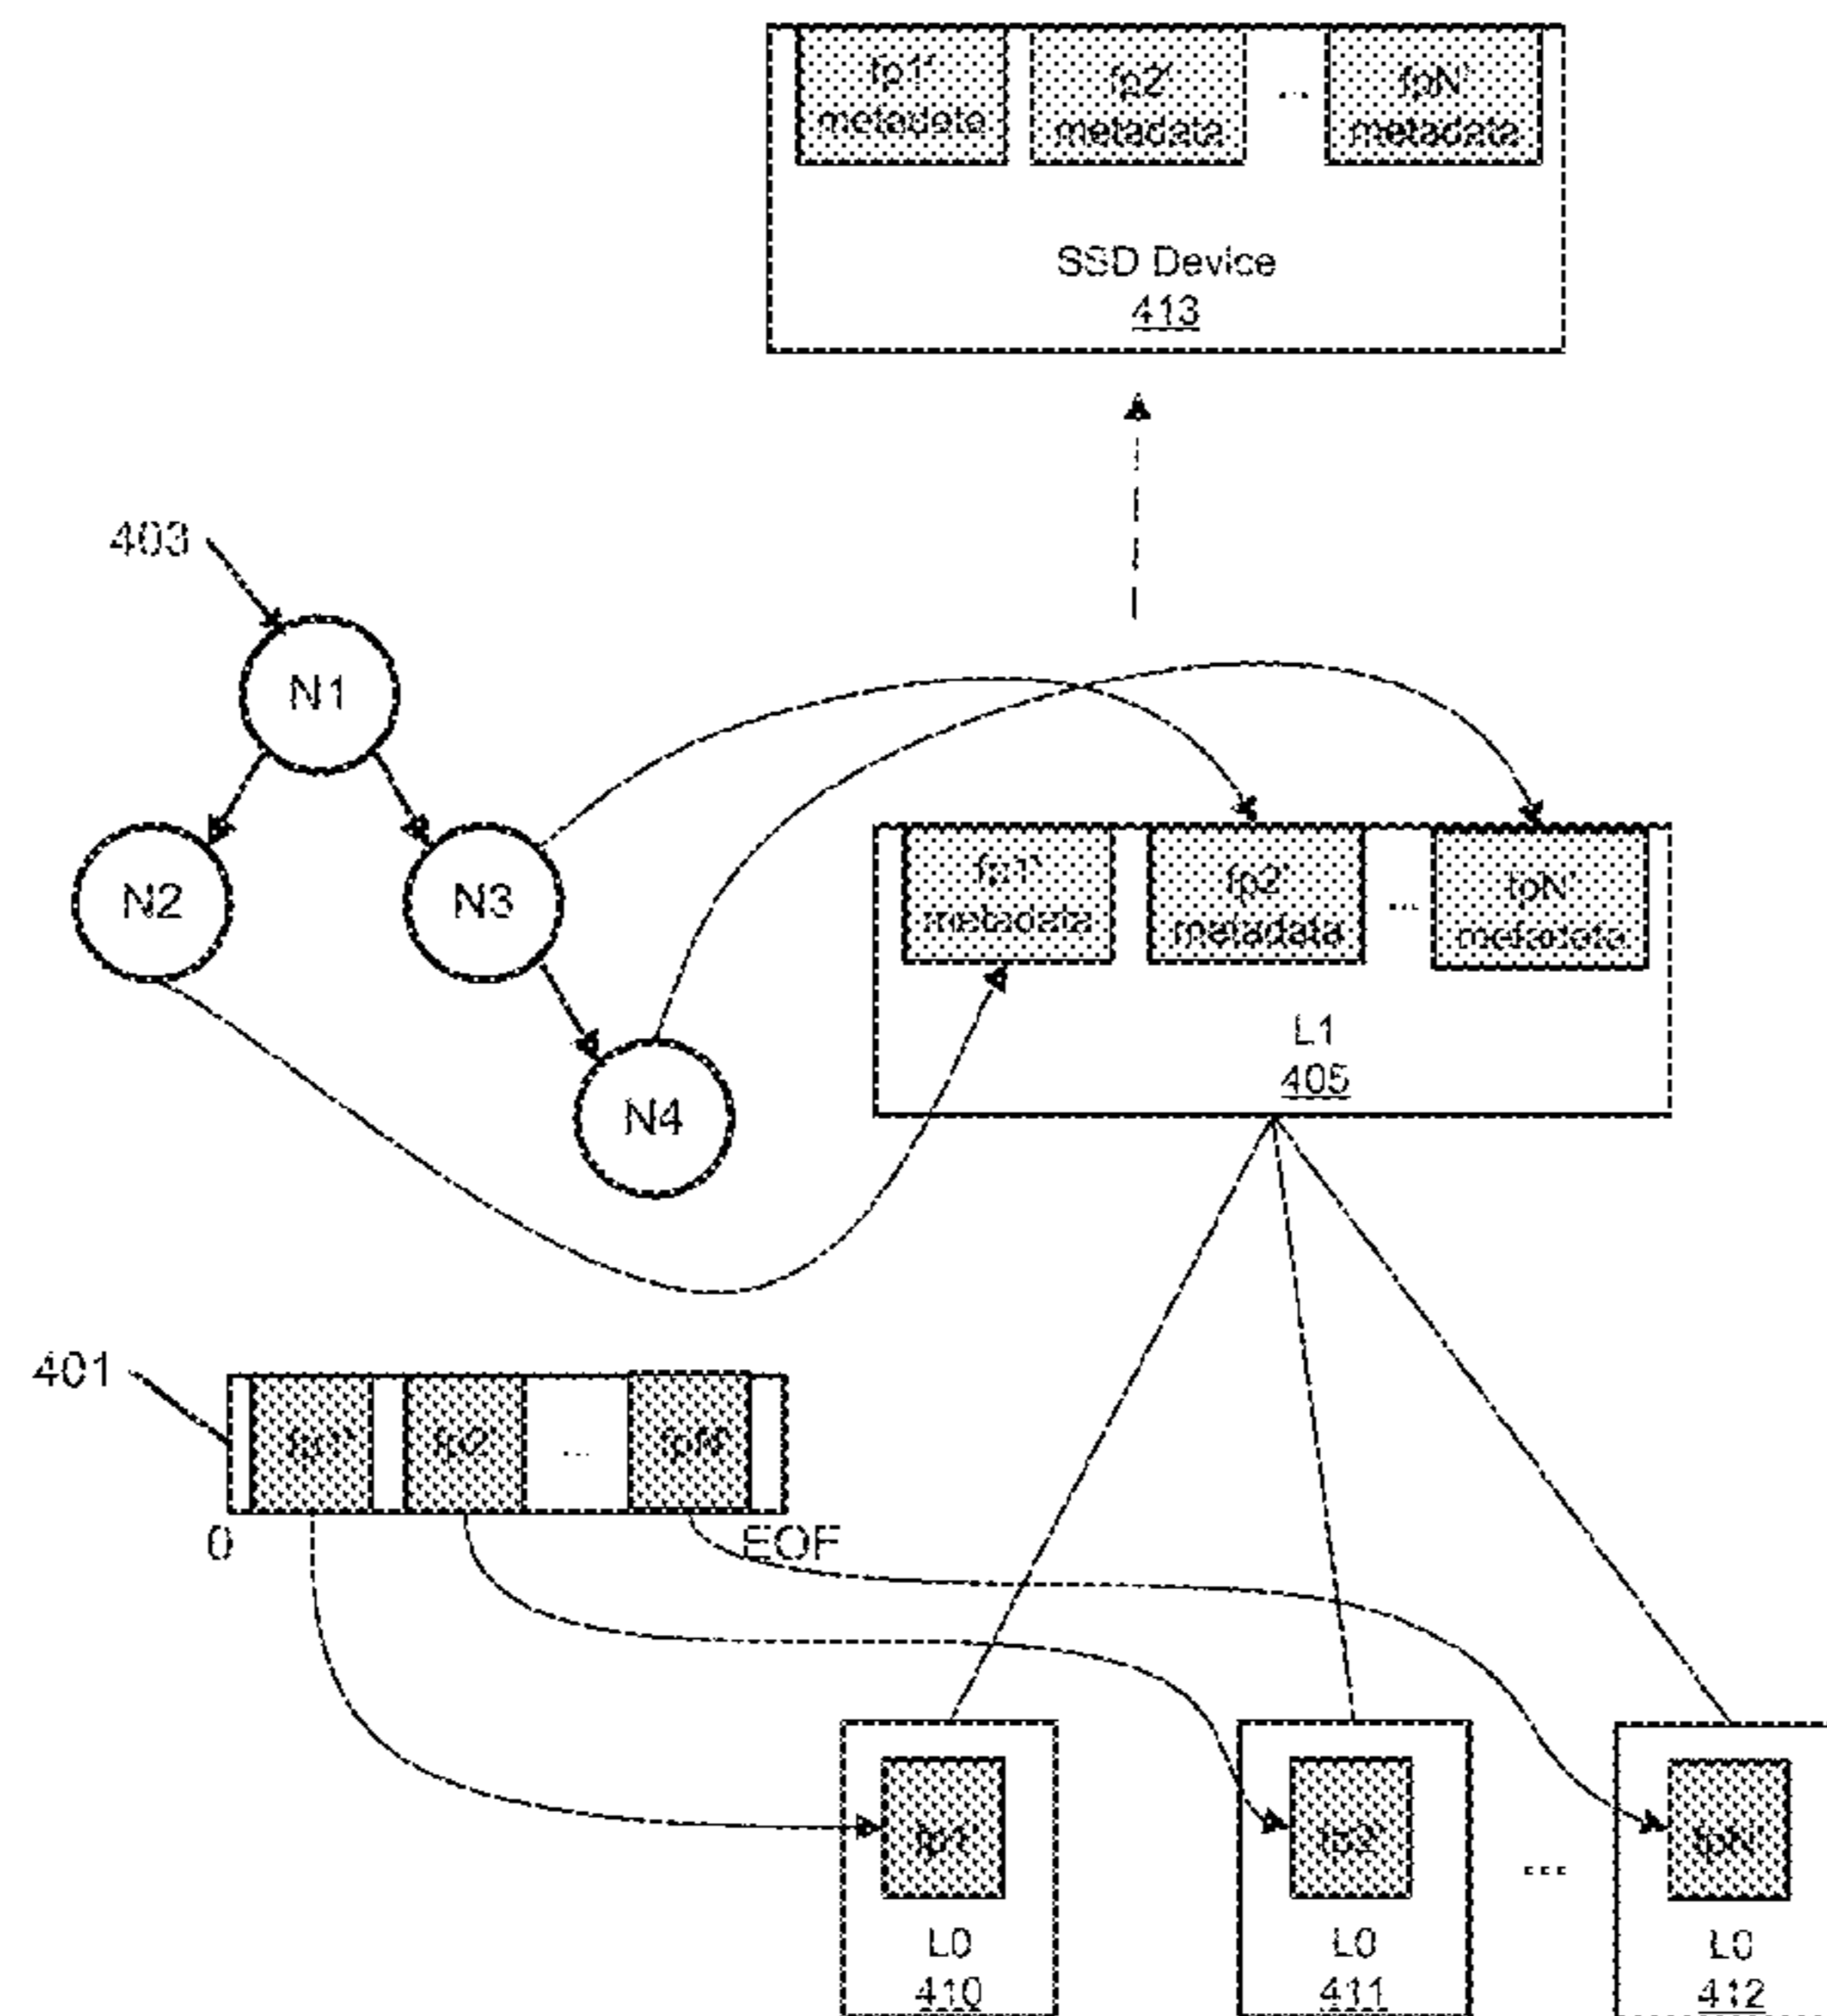 fp1' fp2' ... fpN'
metadata metadata metadata
SSD Device
413
403
N1
N2 N3
fp1' fp2' ... fpN'
metadata metadata metadata
L1
405
N4
401
fp1' fp2' ... fpN'
0 EOF
fp1' fp2' ... fpN'
L0 L0 L0
410 411 412